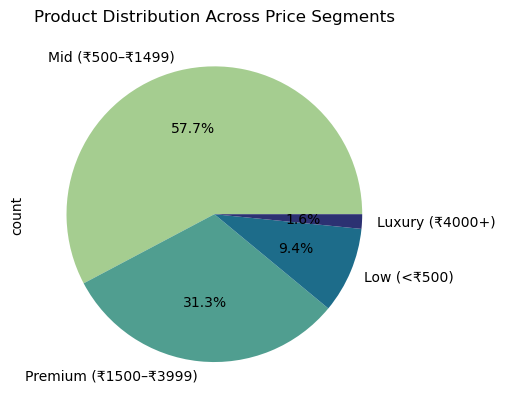 Product Distribution Across Price Segments
Mid (₹500–₹1499)
57.7%
count
1.6%
Luxury (₹4000+)
9.4%
Low (<₹500)
31.3%
Premium (₹1500–₹3999)